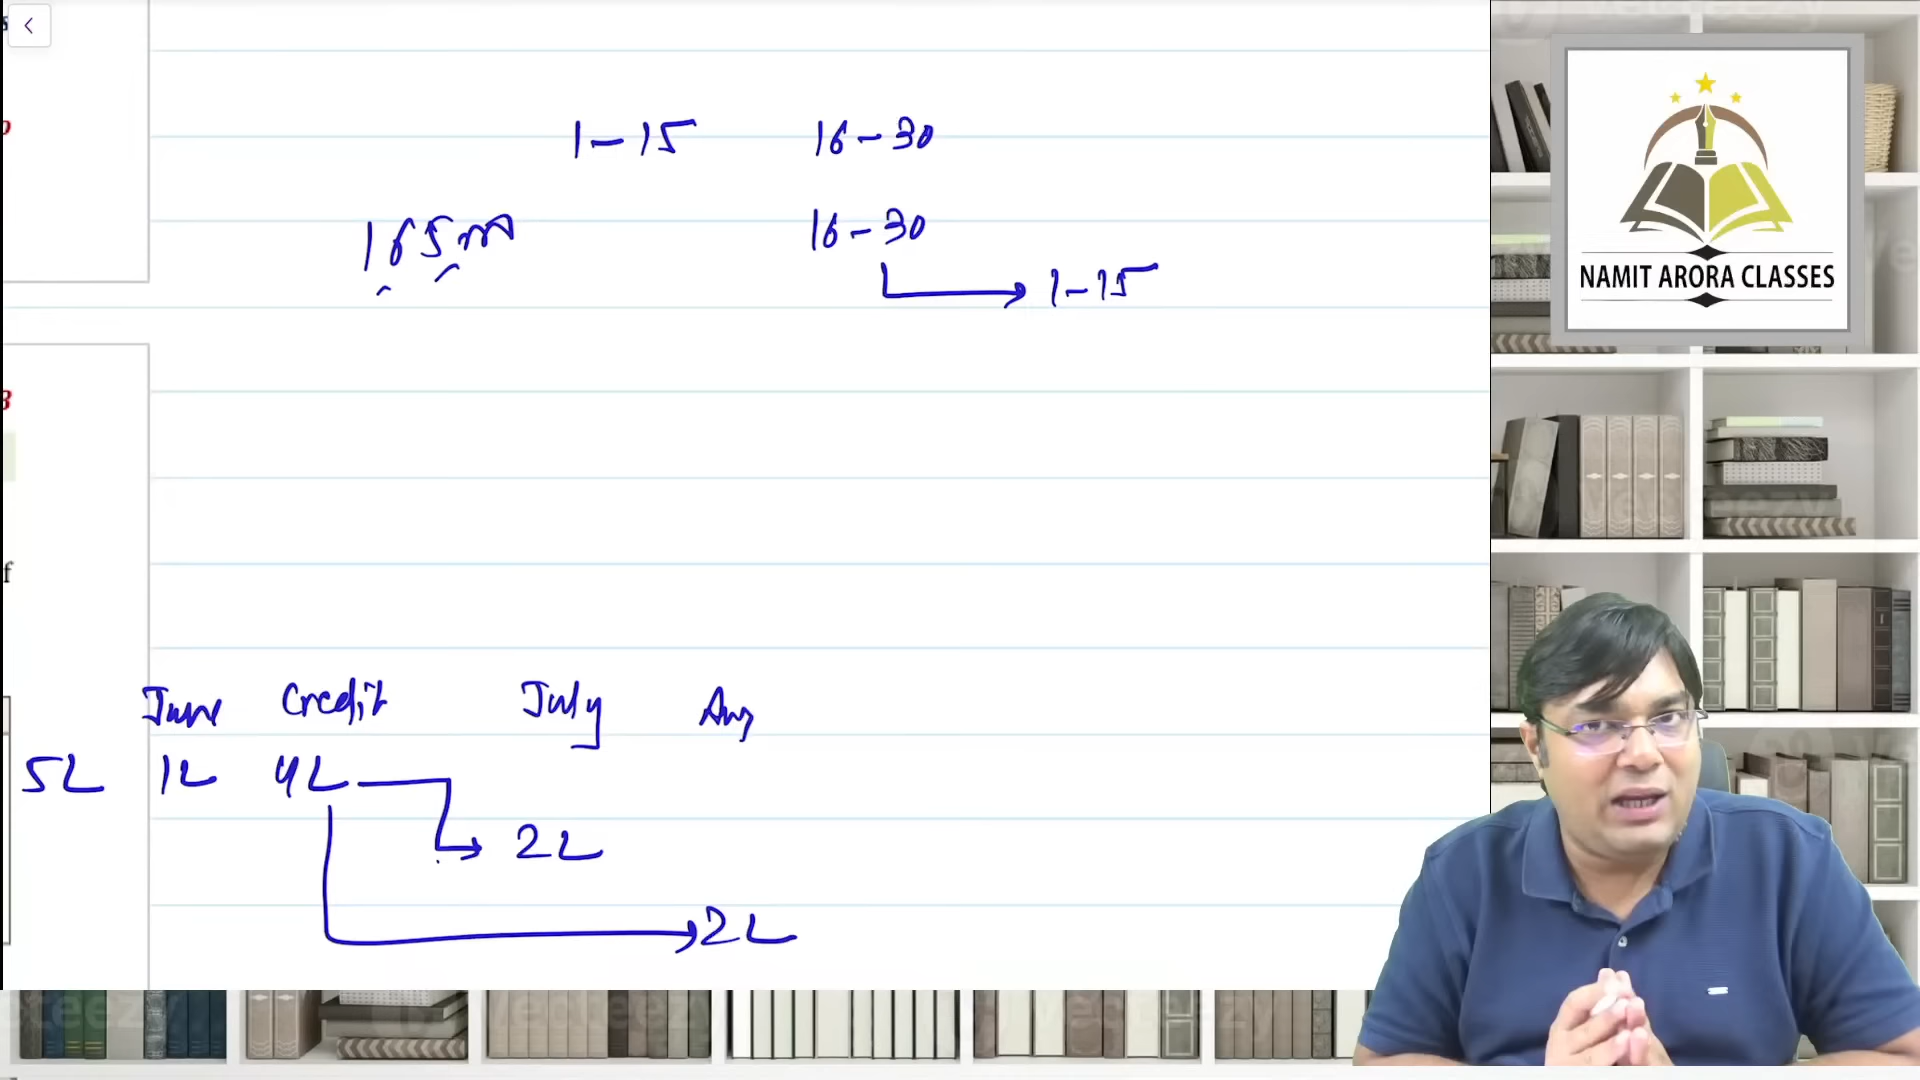 1-15 16-30
165m 16-30
1-15
June Credit July Aug
5L 1L 4L
2L
2L
f
NAMIT ARORA CLASSES